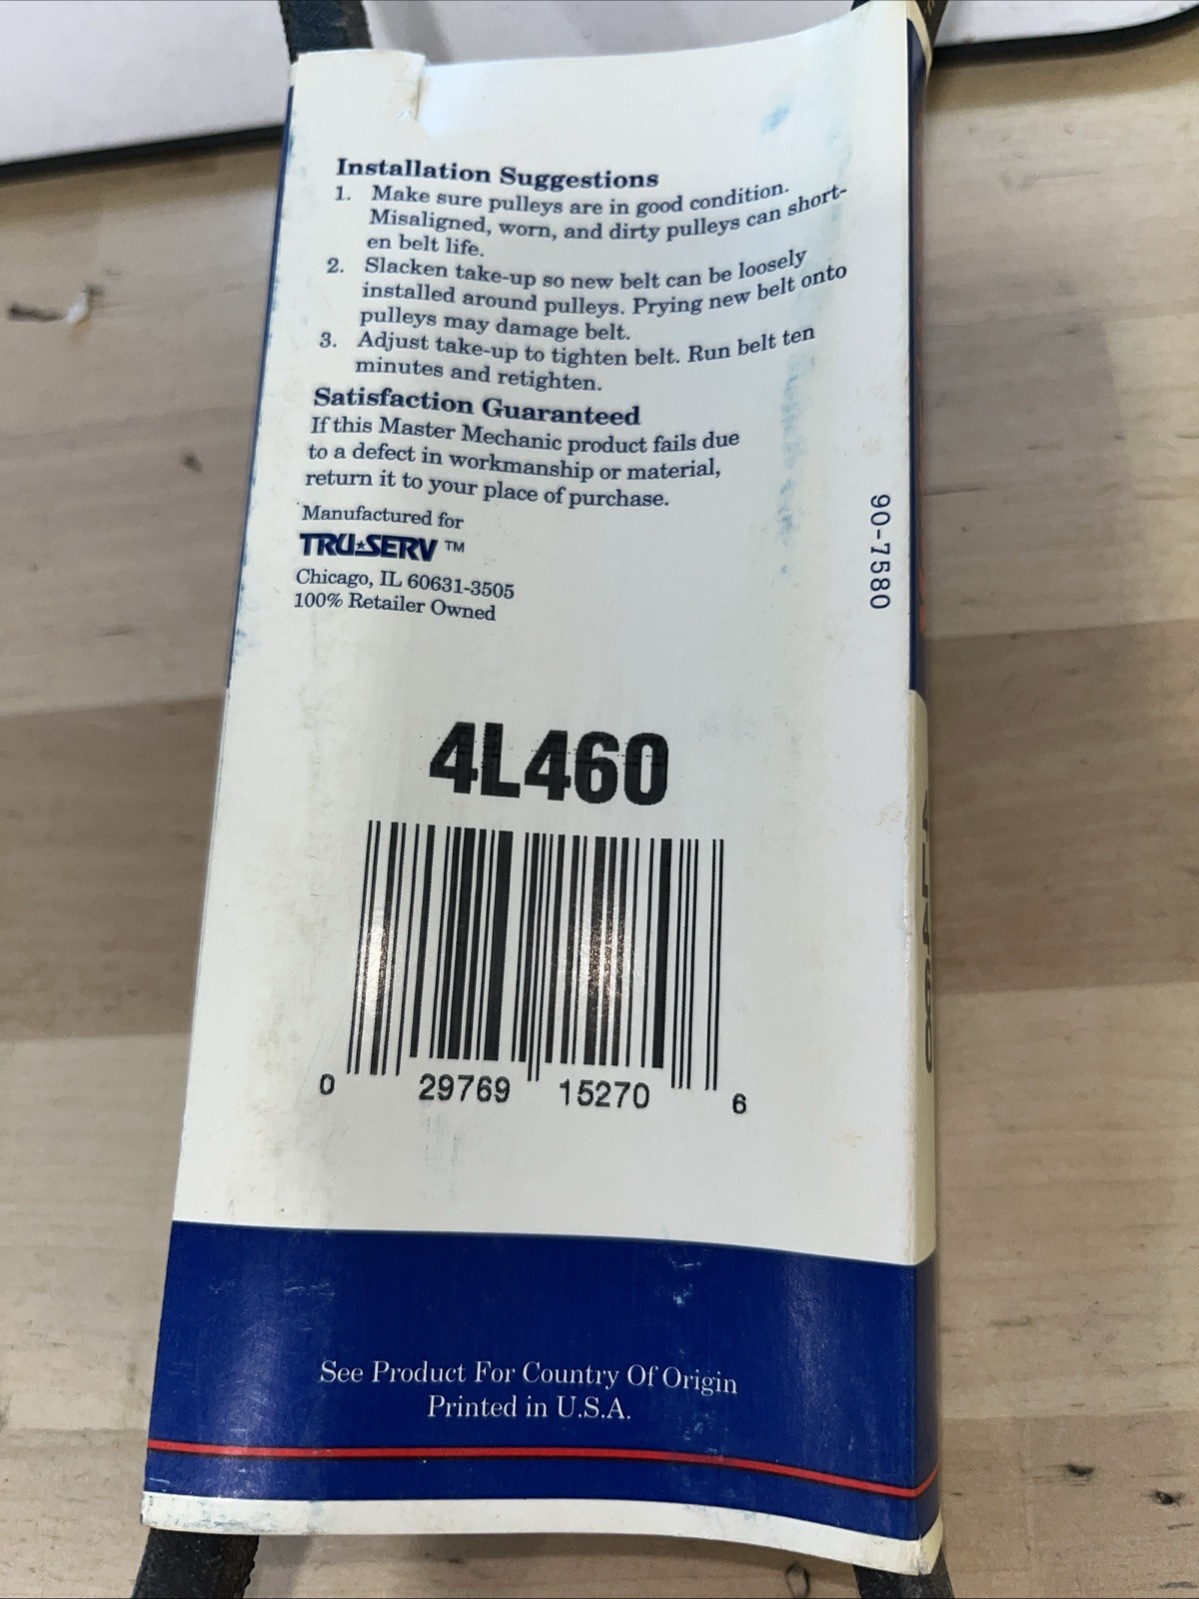 Installation Suggestions
1. Make sure pulleys are in good condition.
Misaligned, worn, and dirty pulleys can short-
en belt life.
2. Slacken take-up so new belt can be loosely
installed around pulleys. Prying new belt onto
pulleys may damage belt.
3. Adjust take-up to tighten belt. Run belt ten
minutes and retighten.
Satisfaction Guaranteed
If this Master Mechanic product fails due
to a defect in workmanship or material,
return it to your place of purchase.
Manufactured for
TRU★SERV ™
Chicago, IL 60631-3505
100% Retailer Owned
90-7580
4L460
4L460
0 29769 15270 6
See Product For Country Of Origin
Printed in U.S.A.